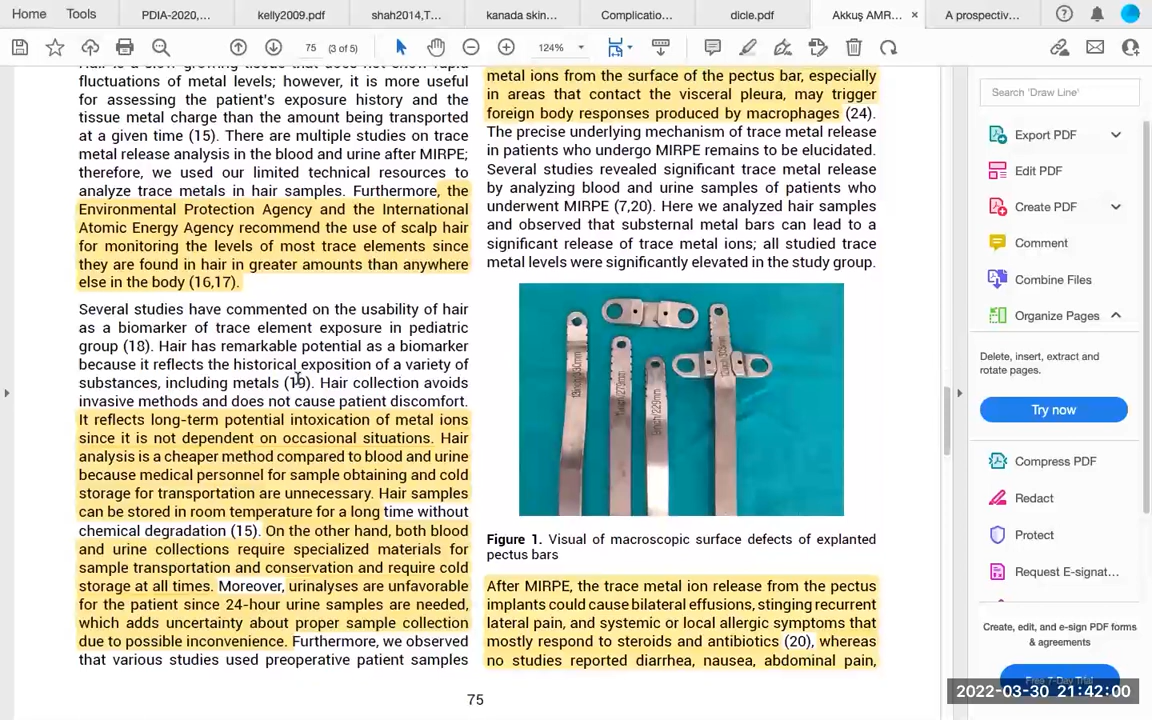 Home
Tools
PDIA-2020,...
kelly2009.pdf
shah2014,T...
kanada skin...
Complicatio...
dicle.pdf
Akkuş AMR...
A prospectiv...
75
(3 of 5)
124%
fluctuations of metal levels; however, it is more useful
for assessing the patient's exposure history and the
tissue metal charge than the amount being transported
at a given time (15). There are multiple studies on trace
metal release analysis in the blood and urine after MIRPE;
therefore, we used our limited technical resources to
analyze trace metals in hair samples. Furthermore, the
Environmental Protection Agency and the International
Atomic Energy Agency recommend the use of scalp hair
for monitoring the levels of most trace elements since
they are found in hair in greater amounts than anywhere
else in the body (16,17).
Several studies have commented on the usability of hair
as a biomarker of trace element exposure in pediatric
group (18). Hair has remarkable potential as a biomarker
because it reflects the historical exposition of a variety of
substances, including metals (19). Hair collection avoids
invasive methods and does not cause patient discomfort.
It reflects long-term potential intoxication of metal ions
since it is not dependent on occasional situations. Hair
analysis is a cheaper method compared to blood and urine
because medical personnel for sample obtaining and cold
storage for transportation are unnecessary. Hair samples
can be stored in room temperature for a long time without
chemical degradation (15). On the other hand, both blood
and urine collections require specialized materials for
sample transportation and conservation and require cold
storage at all times. Moreover, urinalyses are unfavorable
for the patient since 24-hour urine samples are needed,
which adds uncertainty about proper sample collection
due to possible inconvenience. Furthermore, we observed
that various studies used preoperative patient samples
metal ions from the surface of the pectus bar, especially
in areas that contact the visceral pleura, may trigger
foreign body responses produced by macrophages (24).
The precise underlying mechanism of trace metal release
in patients who undergo MIRPE remains to be elucidated.
Several studies revealed significant trace metal release
by analyzing blood and urine samples of patients who
underwent MIRPE (7,20). Here we analyzed hair samples
and observed that substernal metal bars can lead to a
significant release of trace metal ions; all studied trace
metal levels were significantly elevated in the study group.
Figure 1. Visual of macroscopic surface defects of explanted
pectus bars
After MIRPE, the trace metal ion release from the pectus
implants could cause bilateral effusions, stinging recurrent
lateral pain, and systemic or local allergic symptoms that
mostly respond to steroids and antibiotics (20), whereas
no studies reported diarrhea, nausea, abdominal pain,
75
Search 'Draw Line'
Export PDF
Edit PDF
Create PDF
Comment
Combine Files
Organize Pages
Delete, insert, extract and
rotate pages.
Try now
Compress PDF
Redact
Protect
Request E-signat...
Create, edit, and e-sign PDF forms
& agreements
Free 7-Day Trial
2022-03-30 21:42:00